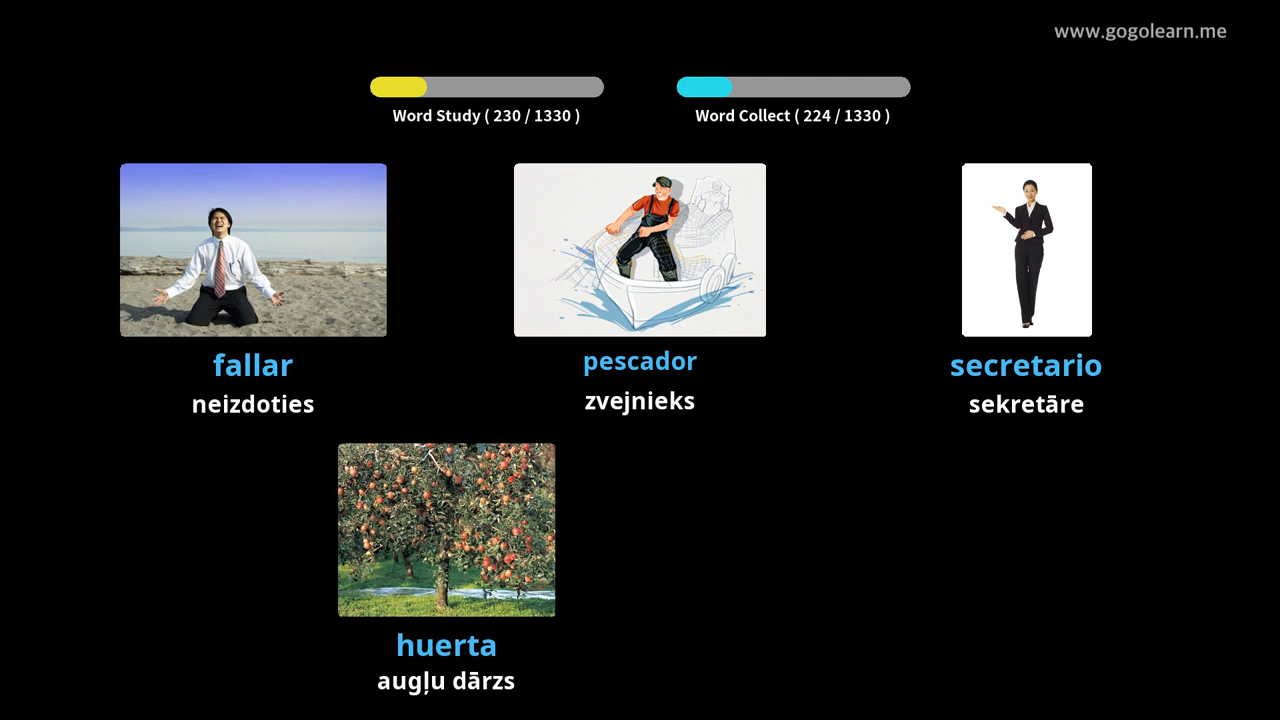 www.gogolearn.me
Word Study ( 230 / 1330 )
Word Collect ( 224 / 1330 )
fallar
neizdoties
pescador
zvejnieks
secretario
sekretāre
huerta
augļu dārzs